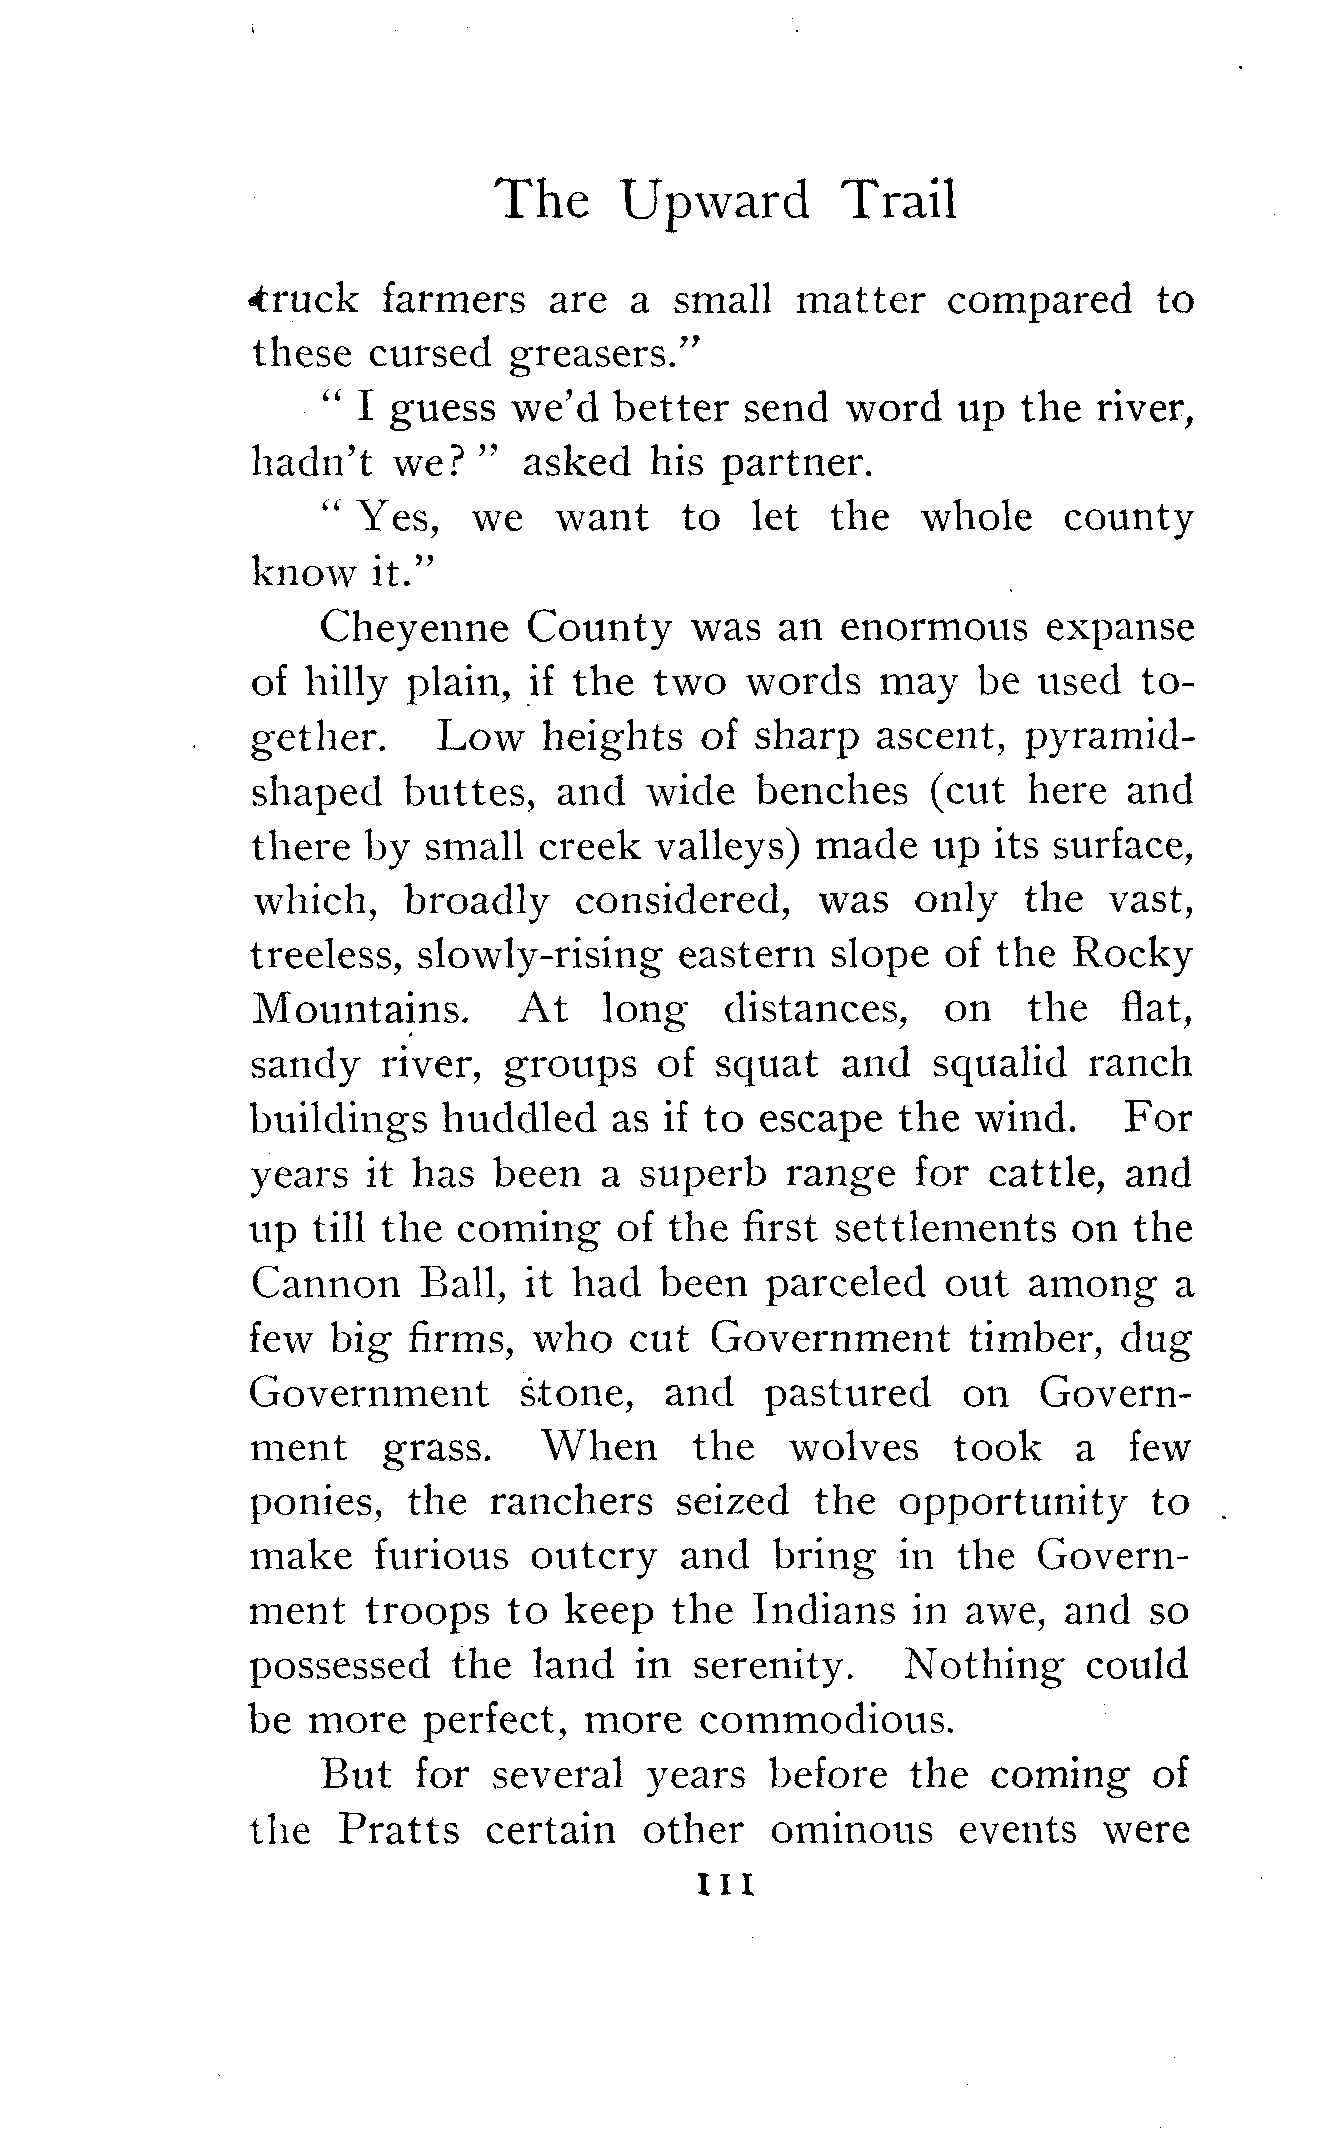 The Upward Trail
truck farmers are a small matter compared to
these cursed greasers."
" I guess we'd better send word up the river,
hadn't we? " asked his partner.
" Yes, we want to let the whole county
know it."
Cheyenne County was an enormous expanse
of hilly plain, if the two words may be used to-
gether. Low heights of sharp ascent, pyramid-
shaped buttes, and wide benches (cut here and
there by small creek valleys) made up its surface,
which, broadly considered, was only the vast,
treeless, slowly-rising eastern slope of the Rocky
Mountains. At long distances, on the flat,
sandy river, groups of squat and squalid ranch
buildings huddled as if to escape the wind. For
years it has been a superb range for cattle, and
up till the coming of the first settlements on the
Cannon Ball, it had been parceled out among a
few big firms, who cut Government timber, dug
Government stone, and pastured on Govern-
ment grass. When the wolves took a few
ponies, the ranchers seized the opportunity to
make furious outcry and bring in the Govern-
ment troops to keep the Indians in awe, and so
possessed the land in serenity. Nothing could
be more perfect, more commodious.
But for several years before the coming of
the Pratts certain other ominous events were
111